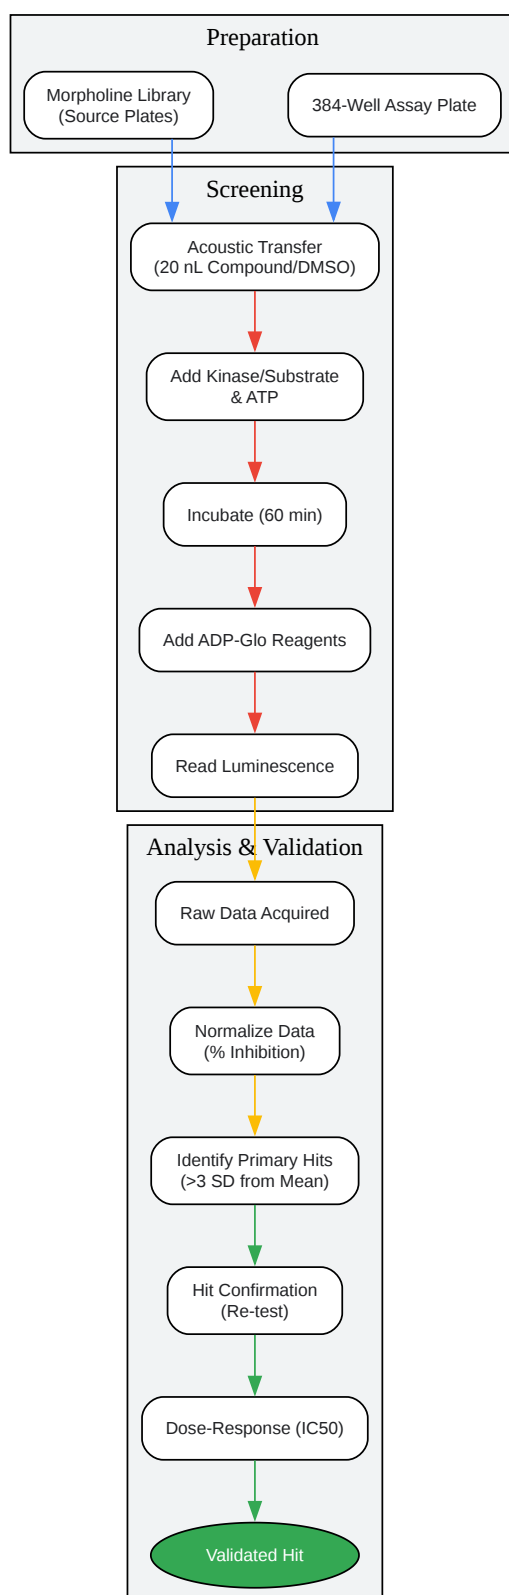 Preparation
Morpholine Library
(Source Plates)
384-Well Assay Plate
Screening
Acoustic Transfer
(20 nL Compound/DMSO)
Add Kinase/Substrate
& ATP
Incubate (60 min)
Add ADP-Glo Reagents
Read Luminescence
Analysis & Validation
Raw Data Acquired
Normalize Data
(% Inhibition)
Identify Primary Hits
(>3 SD from Mean)
Hit Confirmation
(Re-test)
Dose-Response (IC50)
Validated Hit